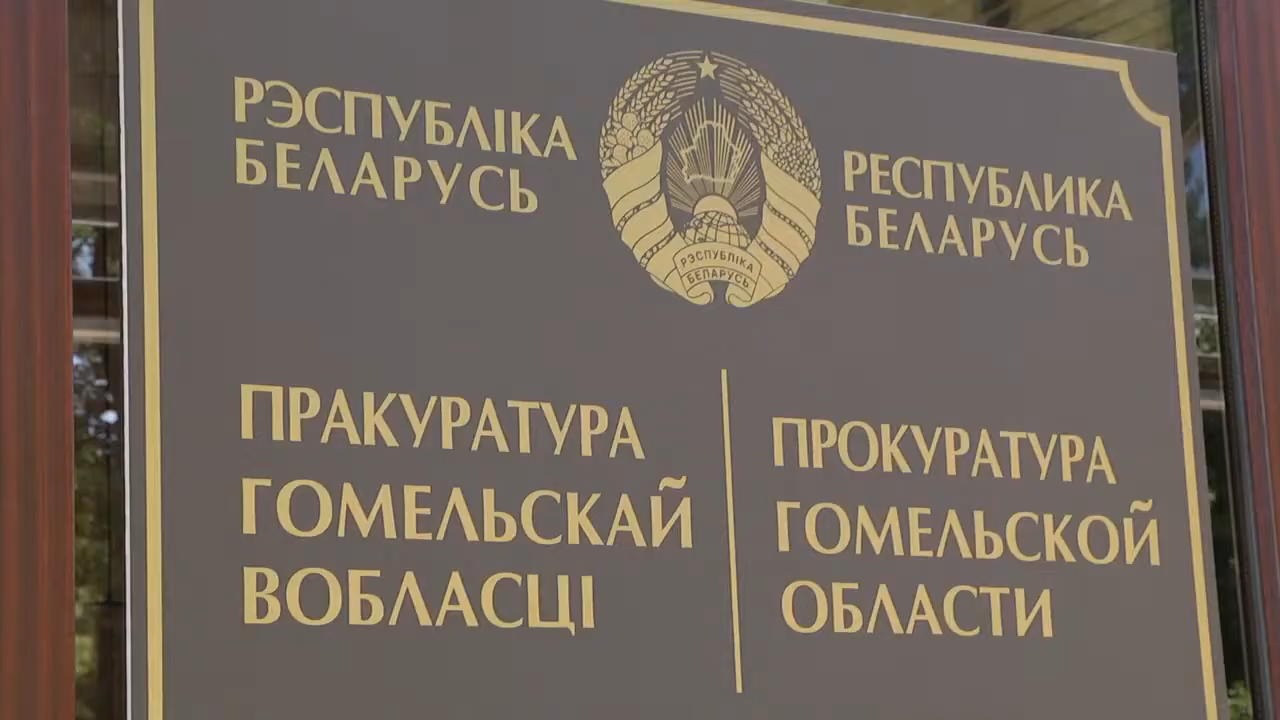 РЭСПУБЛІКА
БЕЛАРУСЬ
РЭСПУБЛІКА
БЕЛАРУСЬ
РЕСПУБЛИКА
БЕЛАРУСЬ
ПРАКУРАТУРА
ГОМЕЛЬСКАЙ
ВОБЛАСЦІ
ПРОКУРАТУРА
ГОМЕЛЬСКОЙ
ОБЛАСТИ